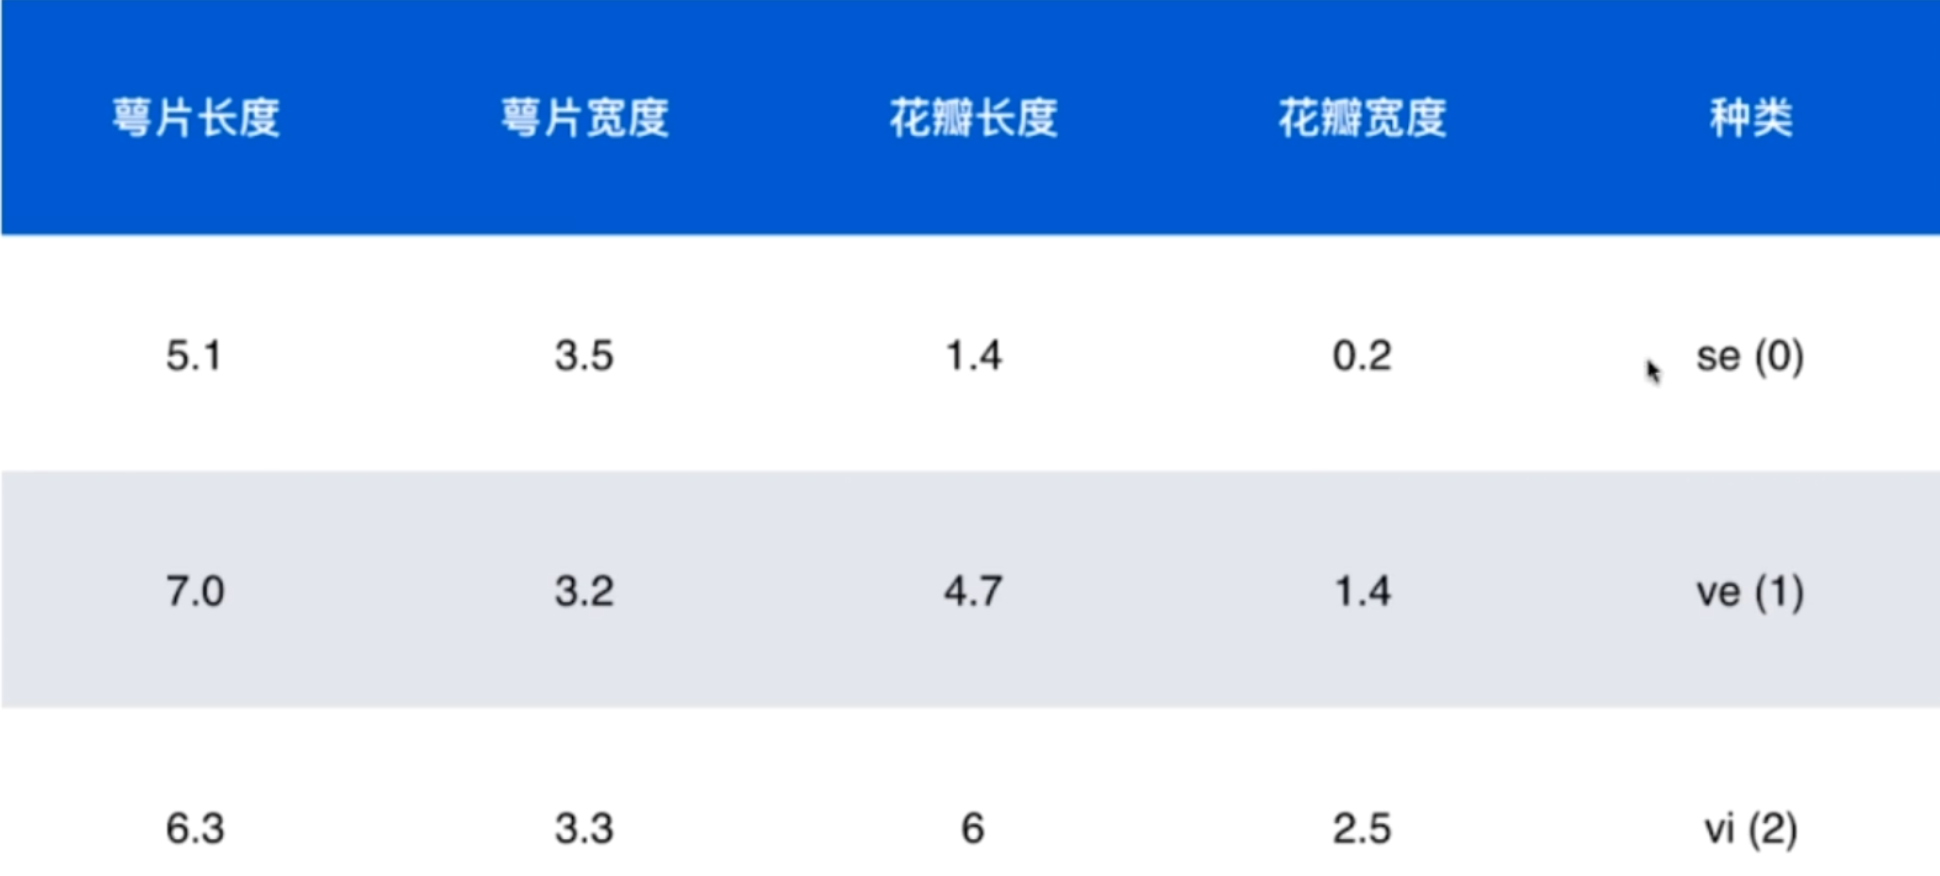 萼片长度 萼片宽度 花瓣长度 花瓣宽度 种类
5.1 3.5 1.4 0.2 se (0)
7.0 3.2 4.7 1.4 ve (1)
6.3 3.3 6 2.5 vi (2)